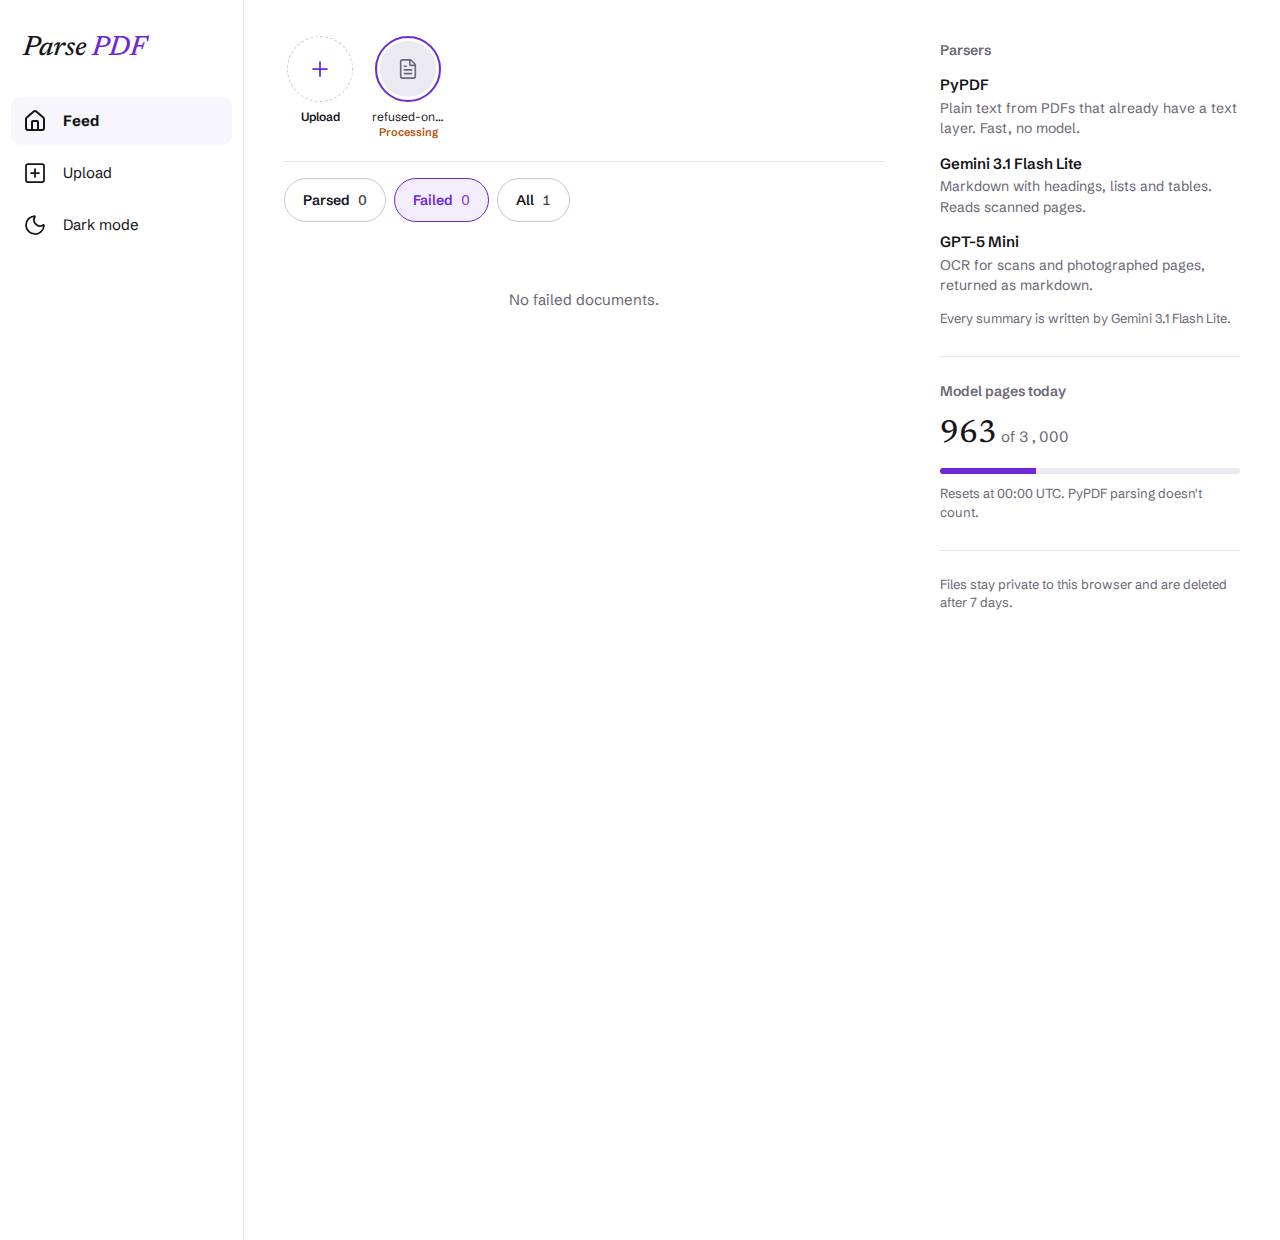 Parse PDF
Feed
Upload
Dark mode
Upload
refused-on...
Processing
Parsed 0
Failed 0
All 1
No failed documents.
Parsers
PyPDF
Plain text from PDFs that already have a text
layer. Fast, no model.
Gemini 3.1 Flash Lite
Markdown with headings, lists and tables.
Reads scanned pages.
GPT-5 Mini
OCR for scans and photographed pages,
returned as markdown.
Every summary is written by Gemini 3.1 Flash Lite.
Model pages today
963 of 3,000
Resets at 00:00 UTC. PyPDF parsing doesn't
count.
Files stay private to this browser and are deleted
after 7 days.